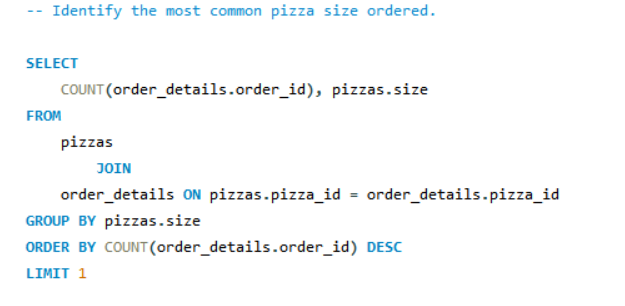 -- Identify the most common pizza size ordered.
SELECT
COUNT(order_details.order_id), pizzas.size
FROM
pizzas
JOIN
order_details ON pizzas.pizza_id = order_details.pizza_id
GROUP BY pizzas.size
ORDER BY COUNT(order_details.order_id) DESC
LIMIT 1